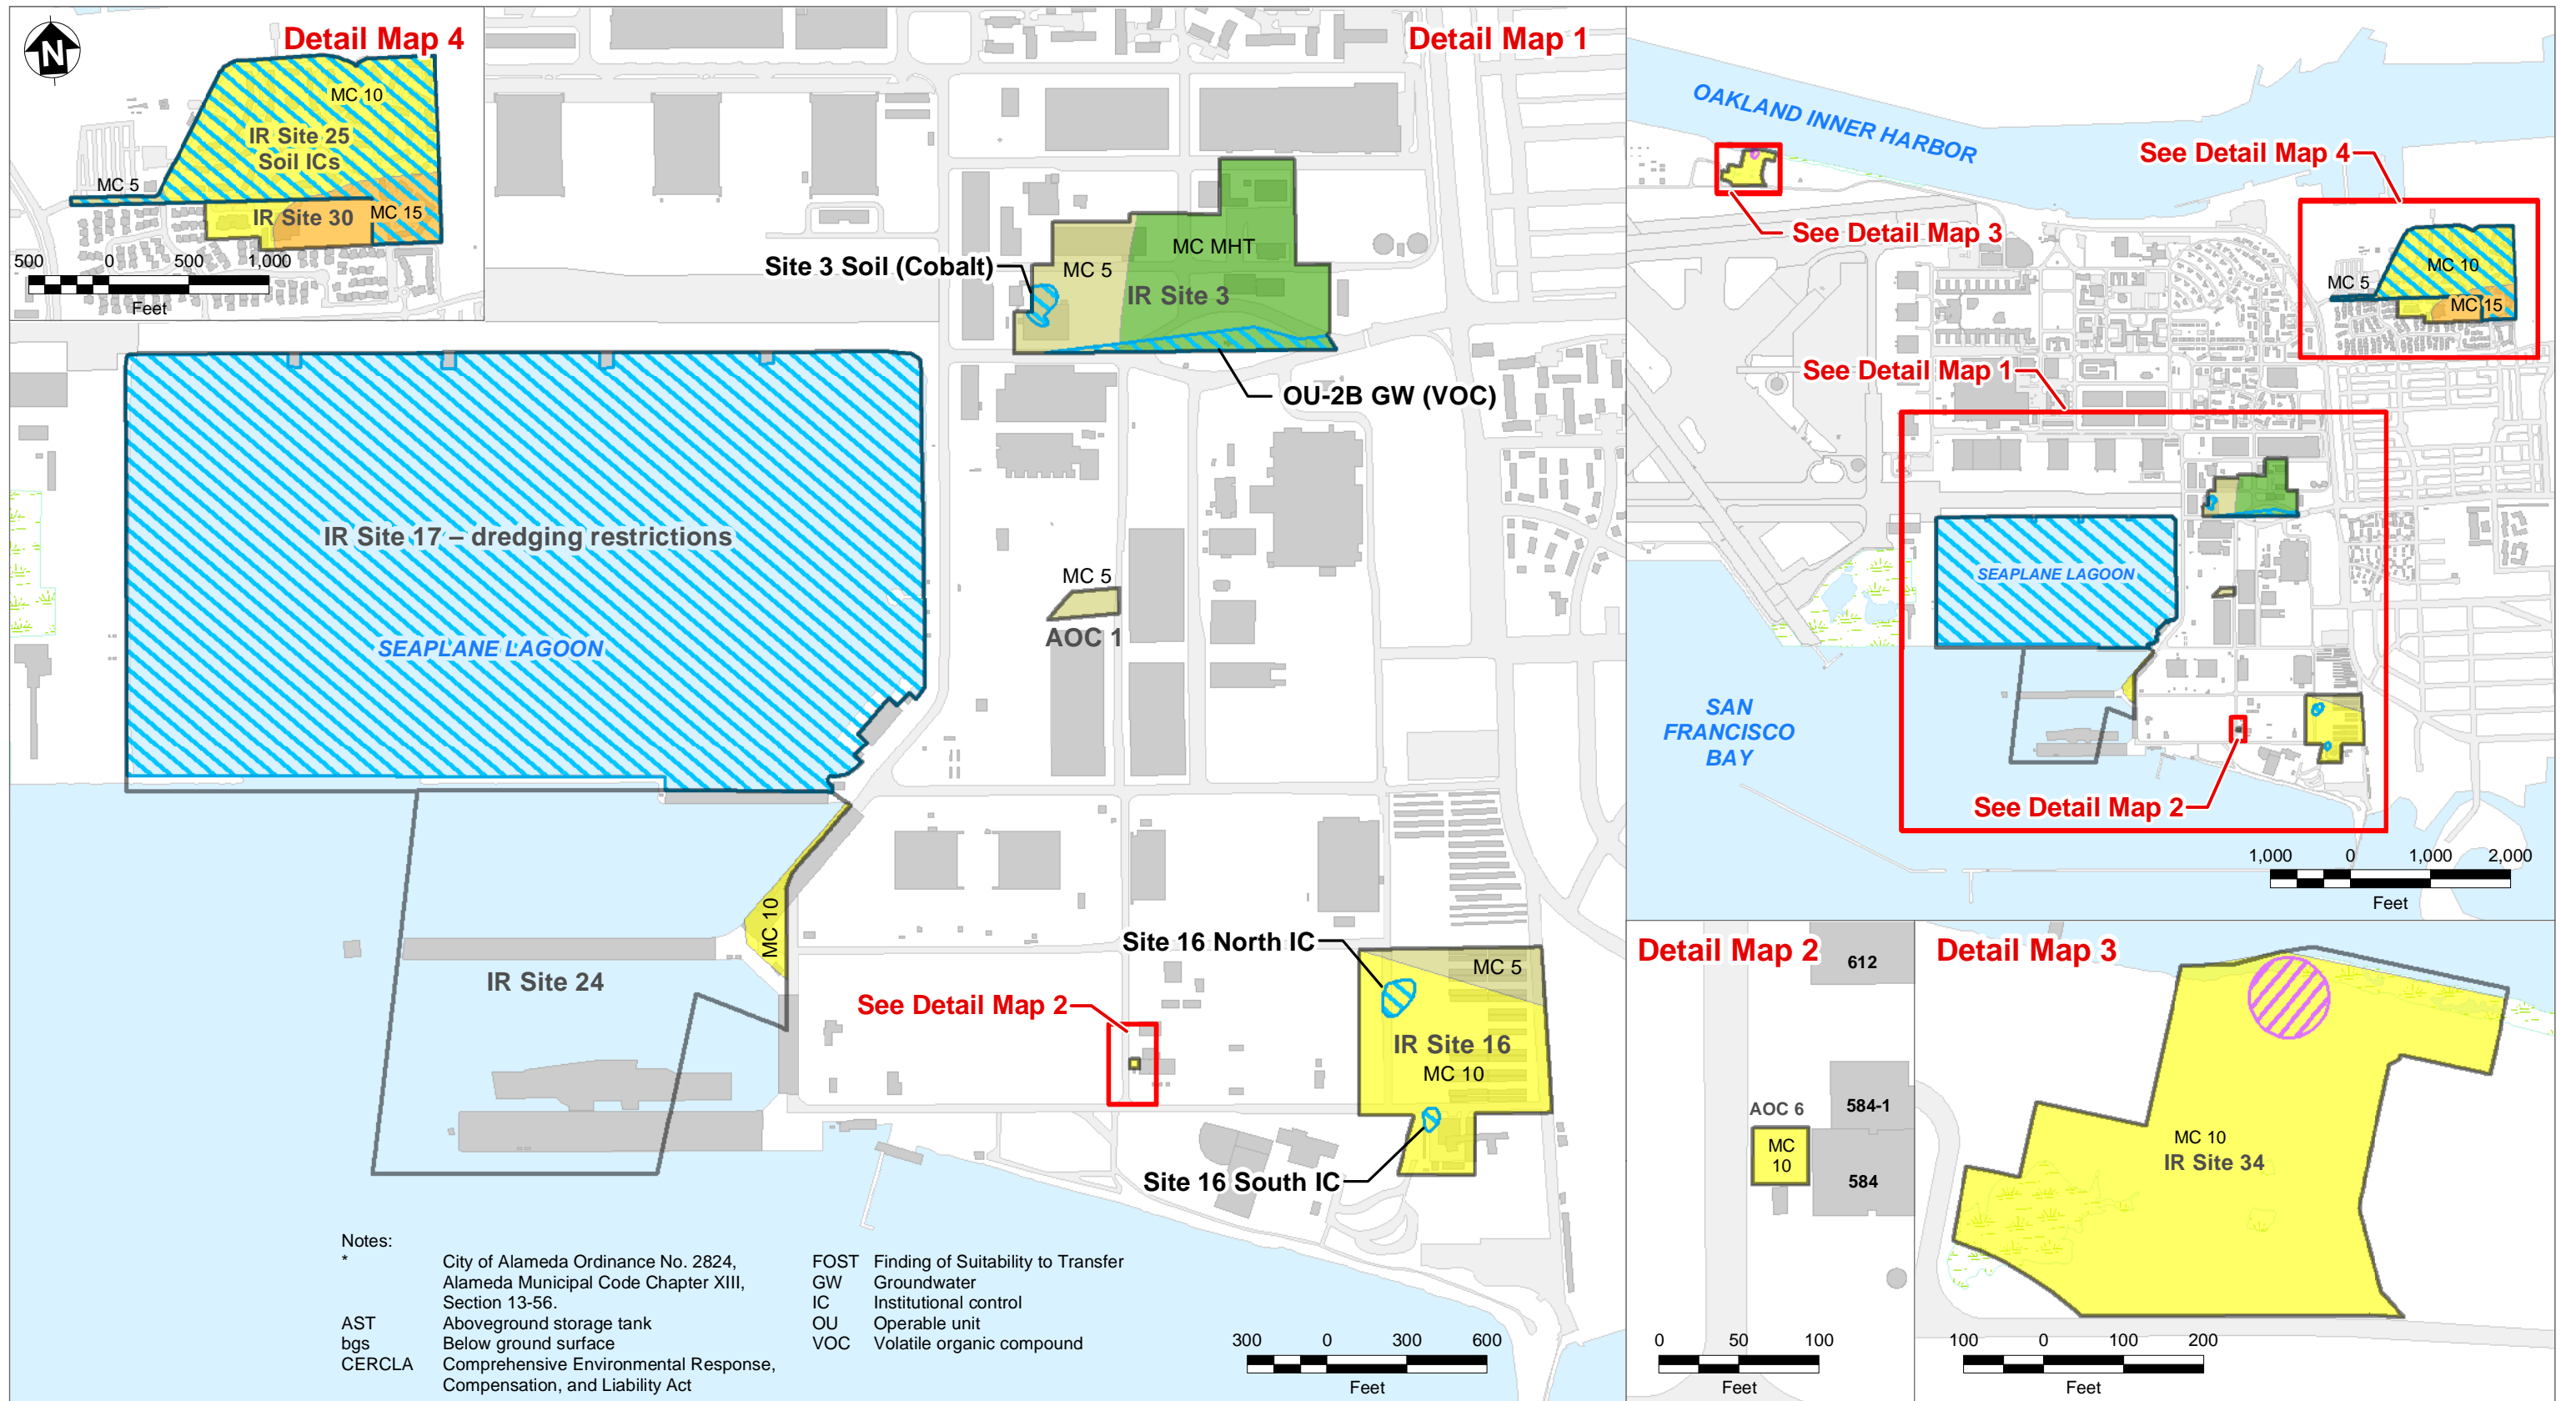 Detail Map 4
N
MC 10
IR Site 25
Soil ICs
MC 5
IR Site 30
MC 15
500 0 500 1,000
Feet
Detail Map 1
MC MHT
MC 5
IR Site 3
Site 3 Soil (Cobalt)
OU-2B GW (VOC)
IR Site 17 – dredging restrictions
SEAPLANE LAGOON
MC 5
AOC 1
MC 10
IR Site 24
See Detail Map 2
Site 16 North IC
MC 5
IR Site 16
MC 10
Site 16 South IC
Notes:
* City of Alameda Ordinance No. 2824,
Alameda Municipal Code Chapter XIII,
Section 13-56.
AST Aboveground storage tank
bgs Below ground surface
CERCLA Comprehensive Environmental Response,
Compensation, and Liability Act
FOST Finding of Suitability to Transfer
GW Groundwater
IC Institutional control
OU Operable unit
VOC Volatile organic compound
300 0 300 600
Feet
OAKLAND INNER HARBOR
See Detail Map 4
See Detail Map 3
MC 10
MC 5
MC 15
See Detail Map 1
SEAPLANE LAGOON
SAN
FRANCISCO
BAY
See Detail Map 2
1,000 0 1,000 2,000
Feet
Detail Map 2
612
AOC 6
584-1
MC
10
584
0 50 100
Feet
Detail Map 3
MC 10
IR Site 34
100 0 100 200
Feet